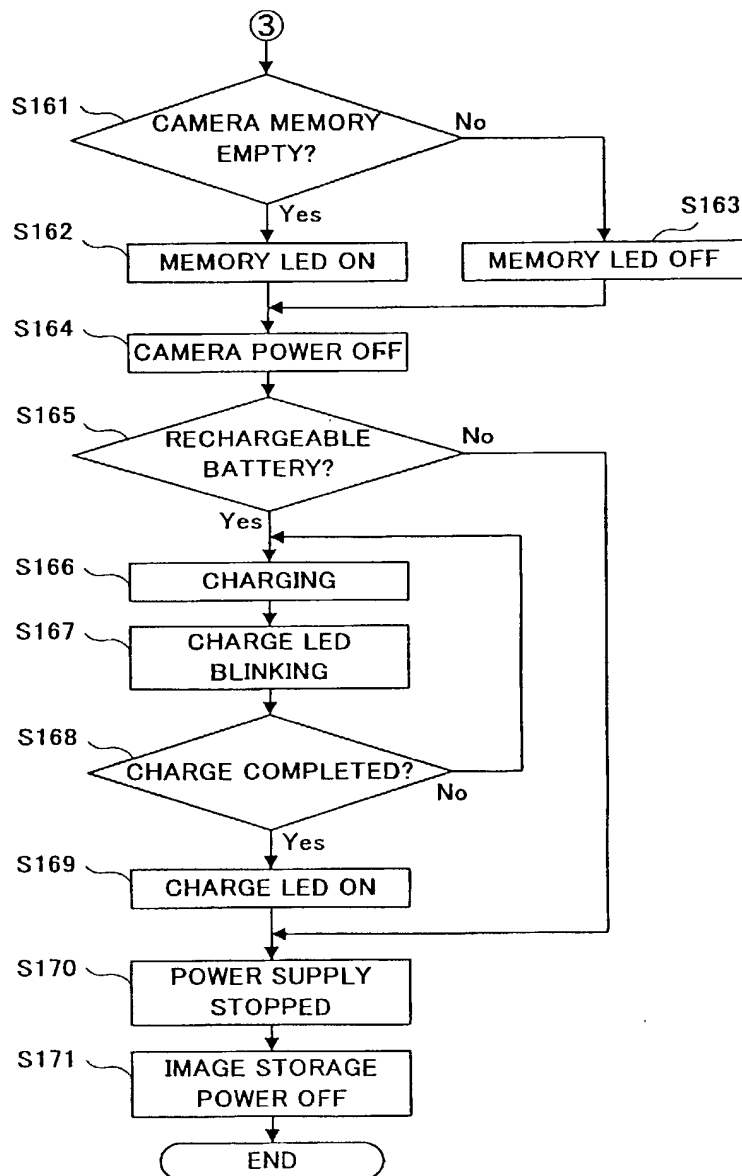 ③
S161
CAMERA MEMORY
EMPTY?
No
Yes
S162
MEMORY LED ON
S163
MEMORY LED OFF
S164
CAMERA POWER OFF
S165
RECHARGEABLE
BATTERY?
No
Yes
S166
CHARGING
S167
CHARGE LED
BLINKING
S168
CHARGE COMPLETED?
No
Yes
S169
CHARGE LED ON
S170
POWER SUPPLY
STOPPED
S171
IMAGE STORAGE
POWER OFF
END